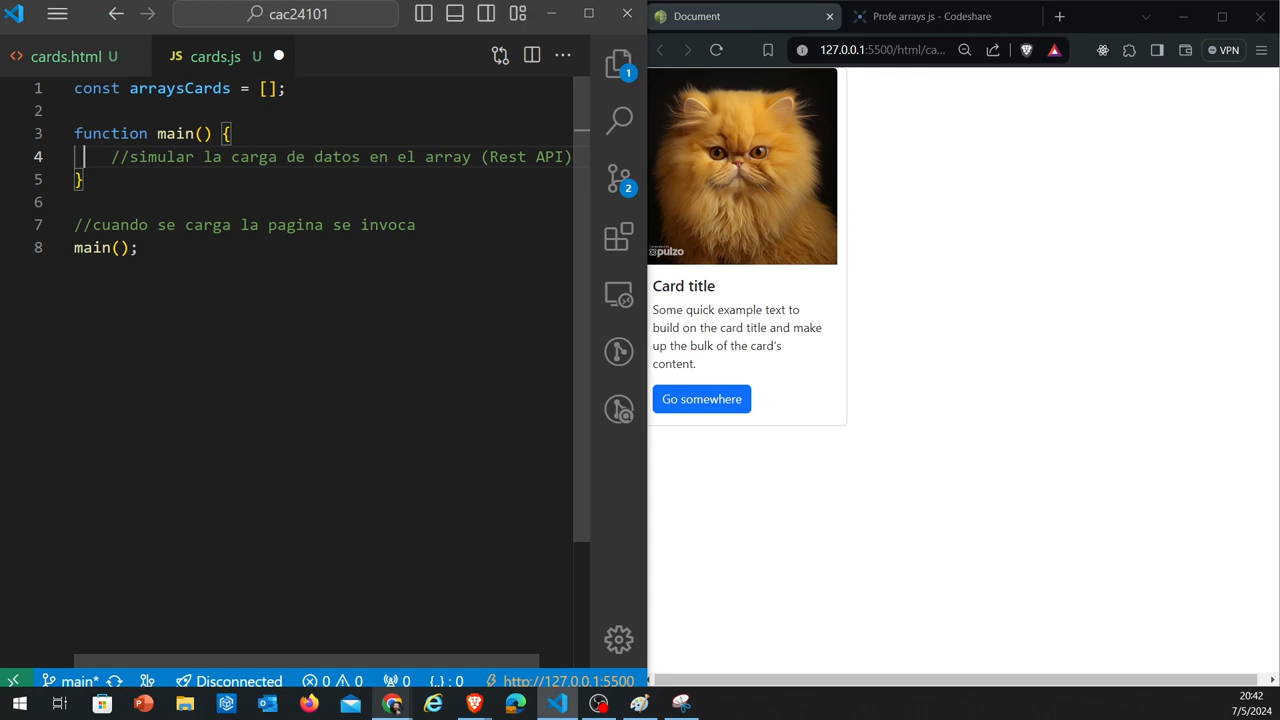 cac24101
cards.html U
JS cards.js U
1 const arraysCards = [];
2
3 function main() {
4 //simular la carga de datos en el array (Rest API)
5 }
6
7 //cuando se carga la pagina se invoca
8 main();
1
2
main*
Disconnected
0
0
0
{..} : 0
http://127.0.0.1:5500
Document
Profe arrays js - Codeshare
127.0.0.1:5500/html/ca...
VPN
pulzo
Card title
Some quick example text to
build on the card title and make
up the bulk of the card's
content.
Go somewhere
20:42
7/5/2024